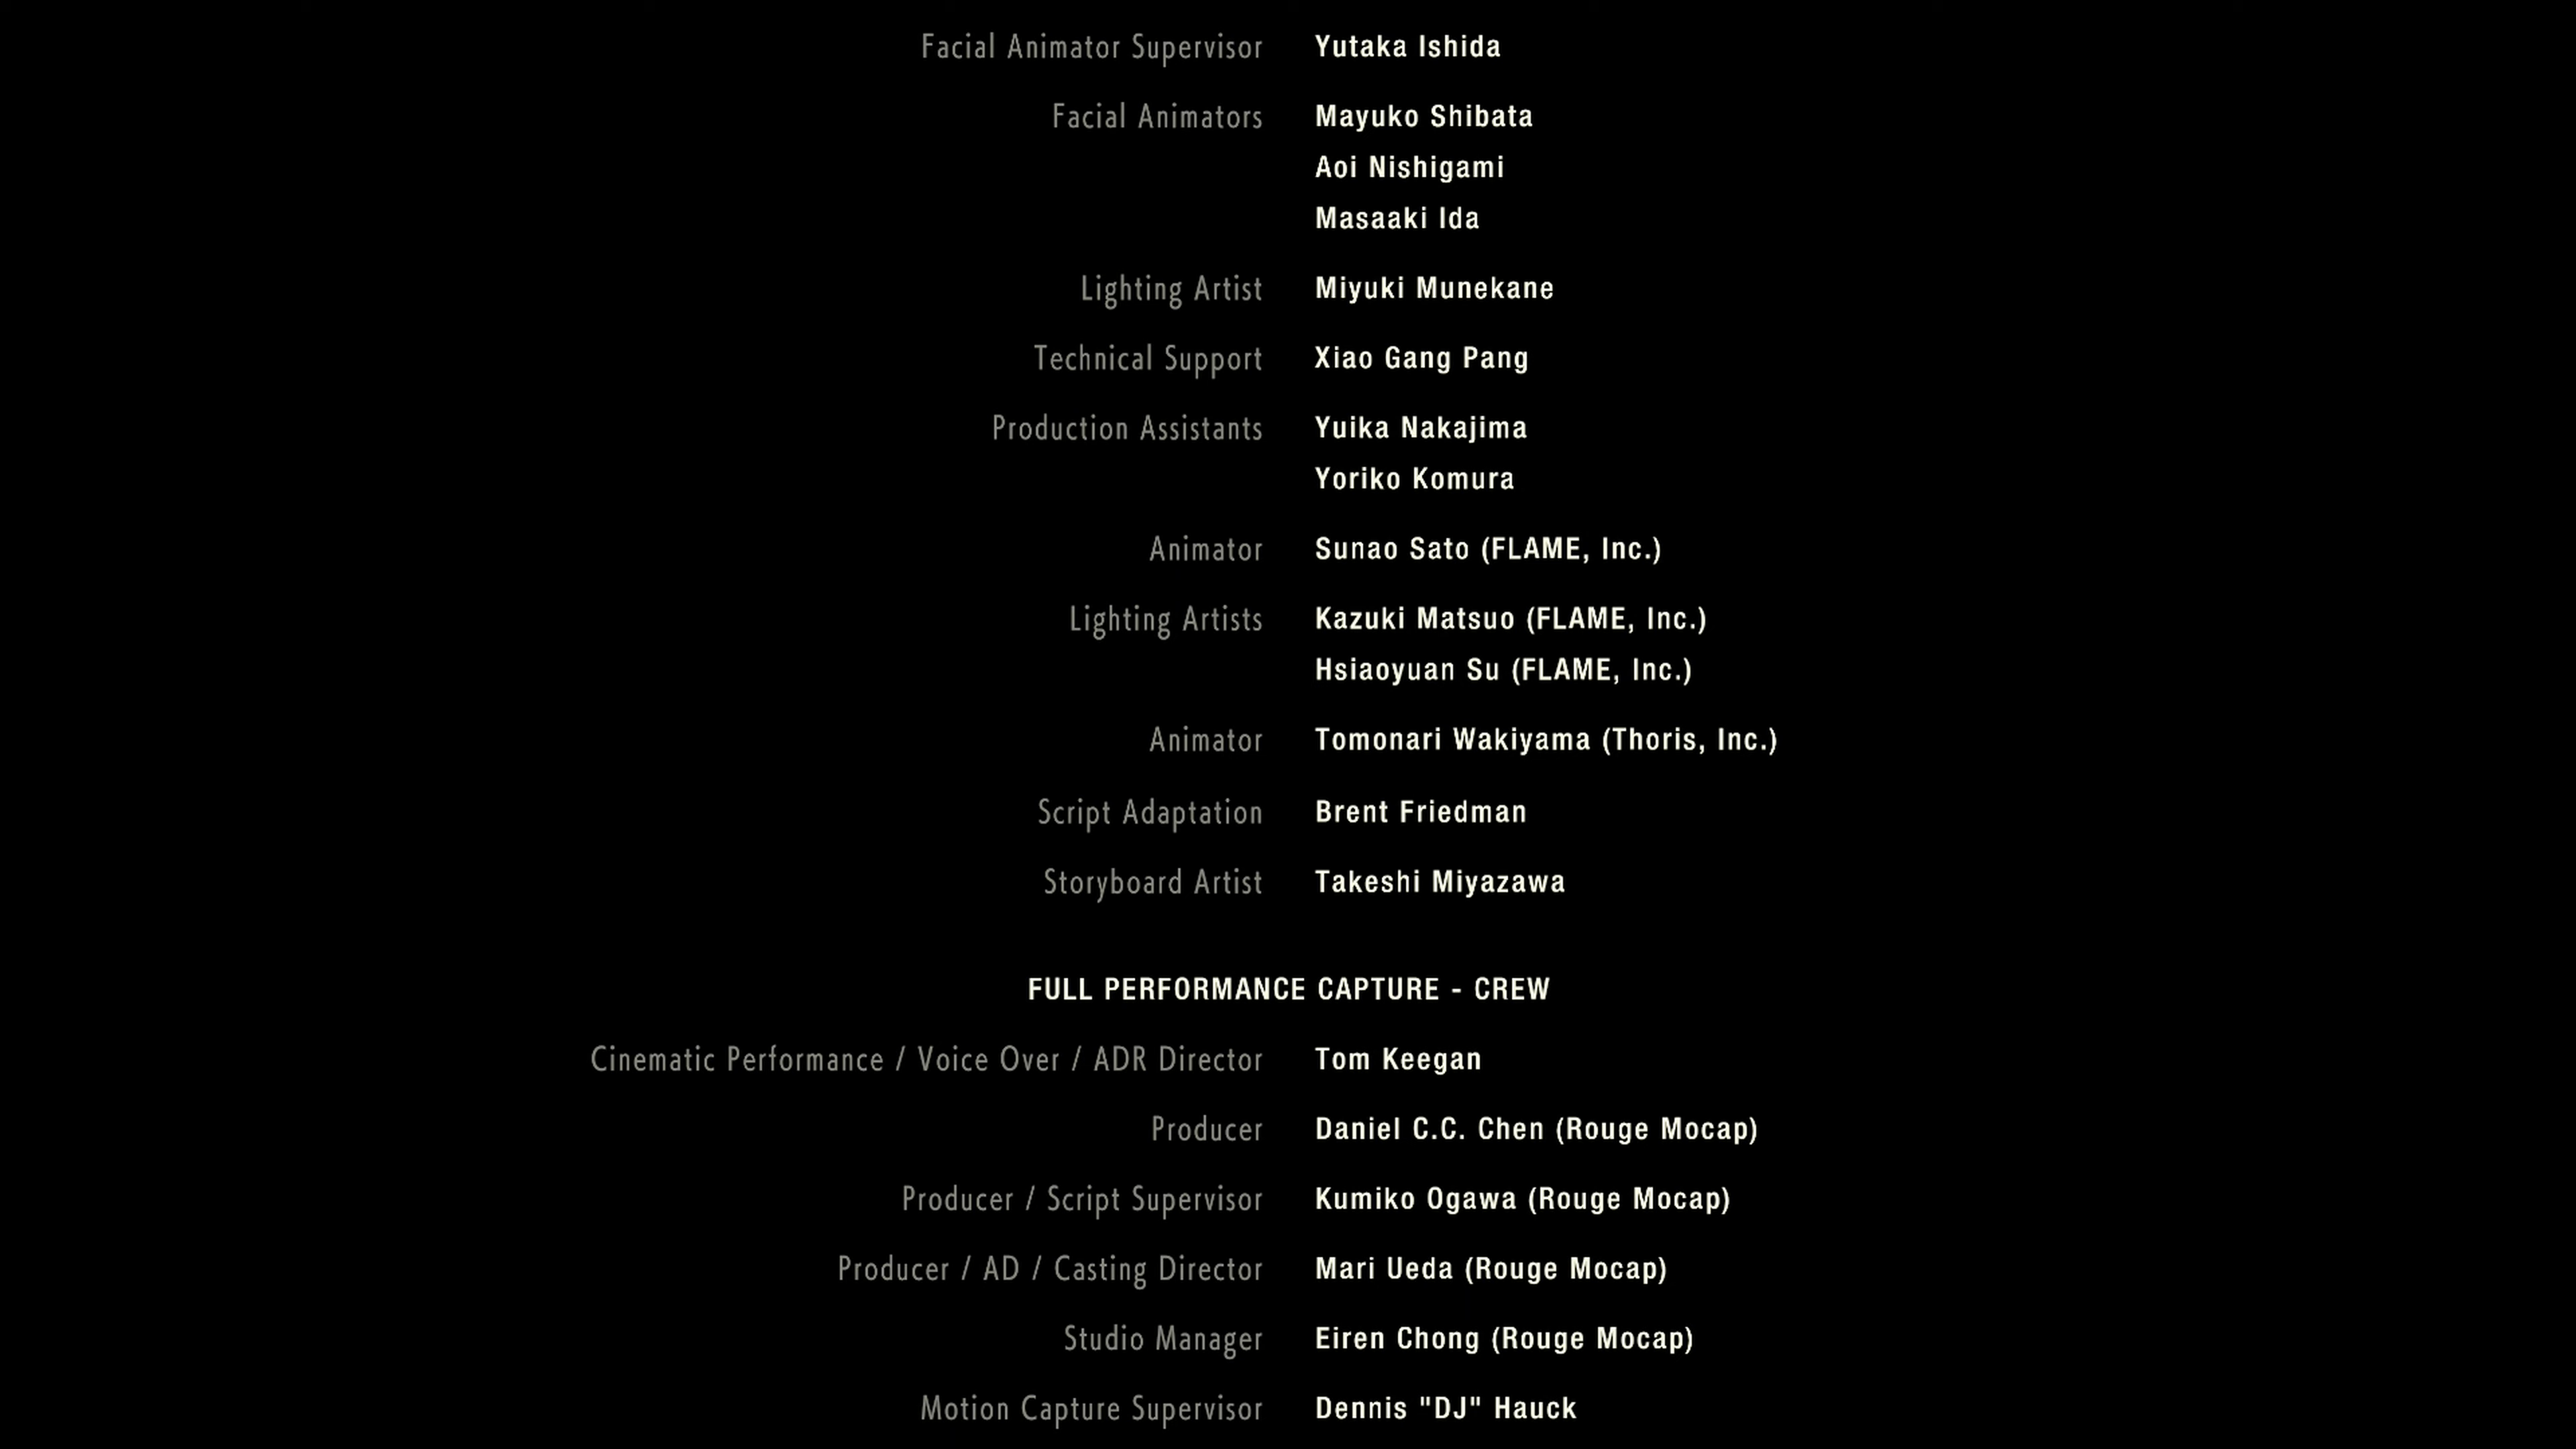 Facial Animator Supervisor Yutaka Ishida
Facial Animators Mayuko Shibata
Aoi Nishigami
Masaaki Ida
Lighting Artist Miyuki Munekane
Technical Support Xiao Gang Pang
Production Assistants Yuika Nakajima
Yoriko Komura
Animator Sunao Sato (FLAME, Inc.)
Lighting Artists Kazuki Matsuo (FLAME, Inc.)
Hsiaoyuan Su (FLAME, Inc.)
Animator Tomonari Wakiyama (Thoris, Inc.)
Script Adaptation Brent Friedman
Storyboard Artist Takeshi Miyazawa
FULL PERFORMANCE CAPTURE - CREW
Cinematic Performance / Voice Over / ADR Director Tom Keegan
Producer Daniel C.C. Chen (Rouge Mocap)
Producer / Script Supervisor Kumiko Ogawa (Rouge Mocap)
Producer / AD / Casting Director Mari Ueda (Rouge Mocap)
Studio Manager Eiren Chong (Rouge Mocap)
Motion Capture Supervisor Dennis "DJ" Hauck